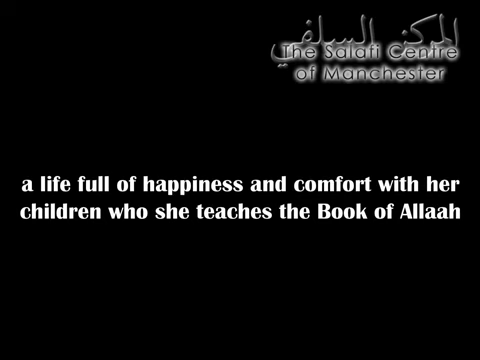 المركز السلفي
The Salafi Centre
of Manchester
a life full of happiness and comfort with her
children who she teaches the Book of Allaah